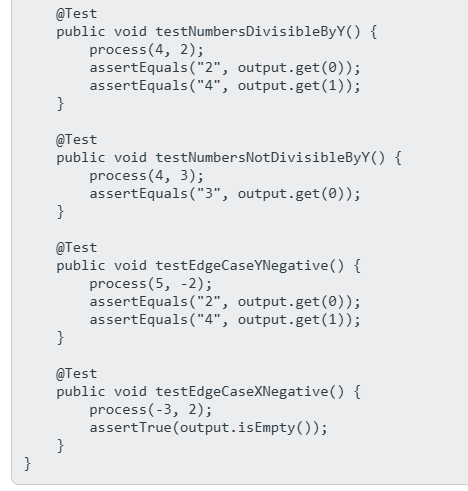 @Test
public void testNumbersDivisibleByY() {
process(4, 2);
assertEquals("2", output.get(0));
assertEquals("4", output.get(1));
}
@Test
public void testNumbersNotDivisibleByY() {
process(4, 3);
assertEquals("3", output.get(0));
}
@Test
public void testEdgeCaseYNegative() {
process(5, -2);
assertEquals("2", output.get(0));
assertEquals("4", output.get(1));
}
@Test
public void testEdgeCaseXNegative() {
process(-3, 2);
assertTrue(output.isEmpty());
}
}